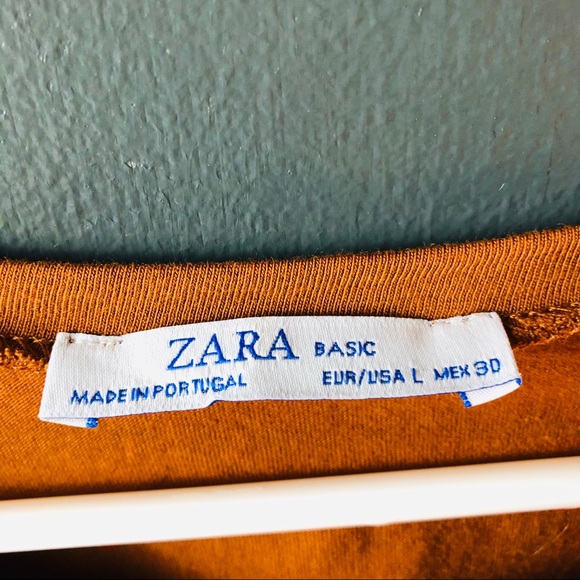 ZARA BASIC
MADE IN PORTUGAL EUR/USA L MEX 30